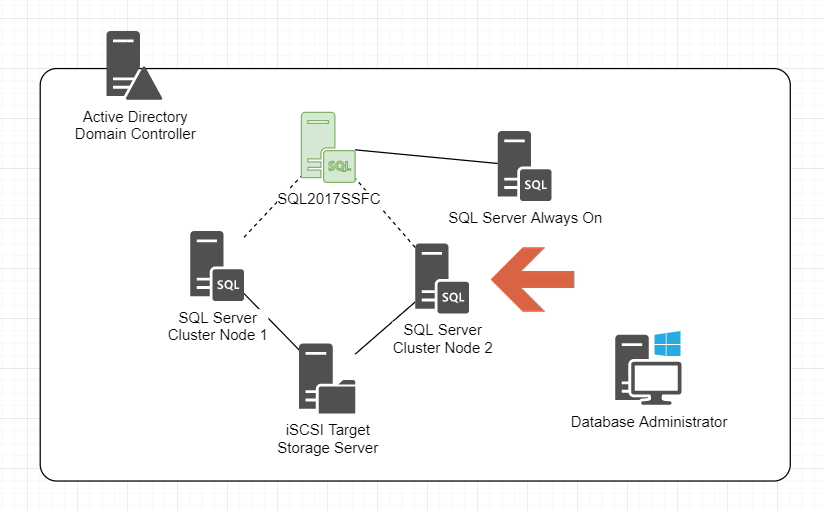 Active Directory
Domain Controller
SQL
SQL2017SSFC
SQL
SQL Server Always On
SQL
SQL Server
Cluster Node 1
SQL
SQL Server
Cluster Node 2
iSCSI Target
Storage Server
Database Administrator